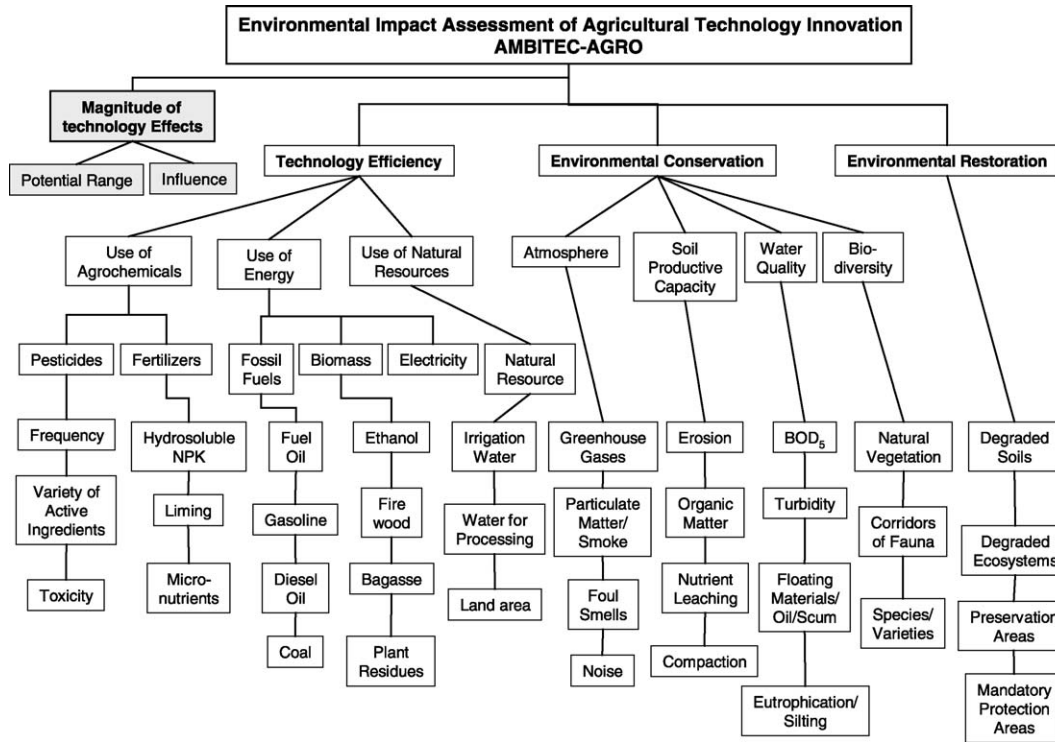 Environmental Impact Assessment of Agricultural Technology Innovation
AMBITEC-AGRO
Magnitude of
technology Effects
Potential Range
Influence
Technology Efficiency
Environmental Conservation
Environmental Restoration
Use of
Agrochemicals
Use of
Energy
Use of Natural
Resources
Atmosphere
Soil
Productive
Capacity
Water
Quality
Bio-
diversity
Pesticides
Fertilizers
Fossil
Fuels
Biomass
Electricity
Natural
Resource
Frequency
Hydrosoluble
NPK
Fuel
Oil
Ethanol
Irrigation
Water
Greenhouse
Gases
Erosion
BOD5
Natural
Vegetation
Degraded
Soils
Variety of
Active
Ingredients
Liming
Gasoline
Fire
wood
Water for
Processing
Particulate
Matter/
Smoke
Organic
Matter
Turbidity
Corridors
of Fauna
Degraded
Ecosystems
Toxicity
Micro-
nutrients
Diesel
Oil
Bagasse
Land area
Foul
Smells
Nutrient
Leaching
Floating
Materials/
Oil/Scum
Species/
Varieties
Preservation
Areas
Coal
Plant
Residues
Noise
Compaction
Eutrophication/
Silting
Mandatory
Protection
Areas